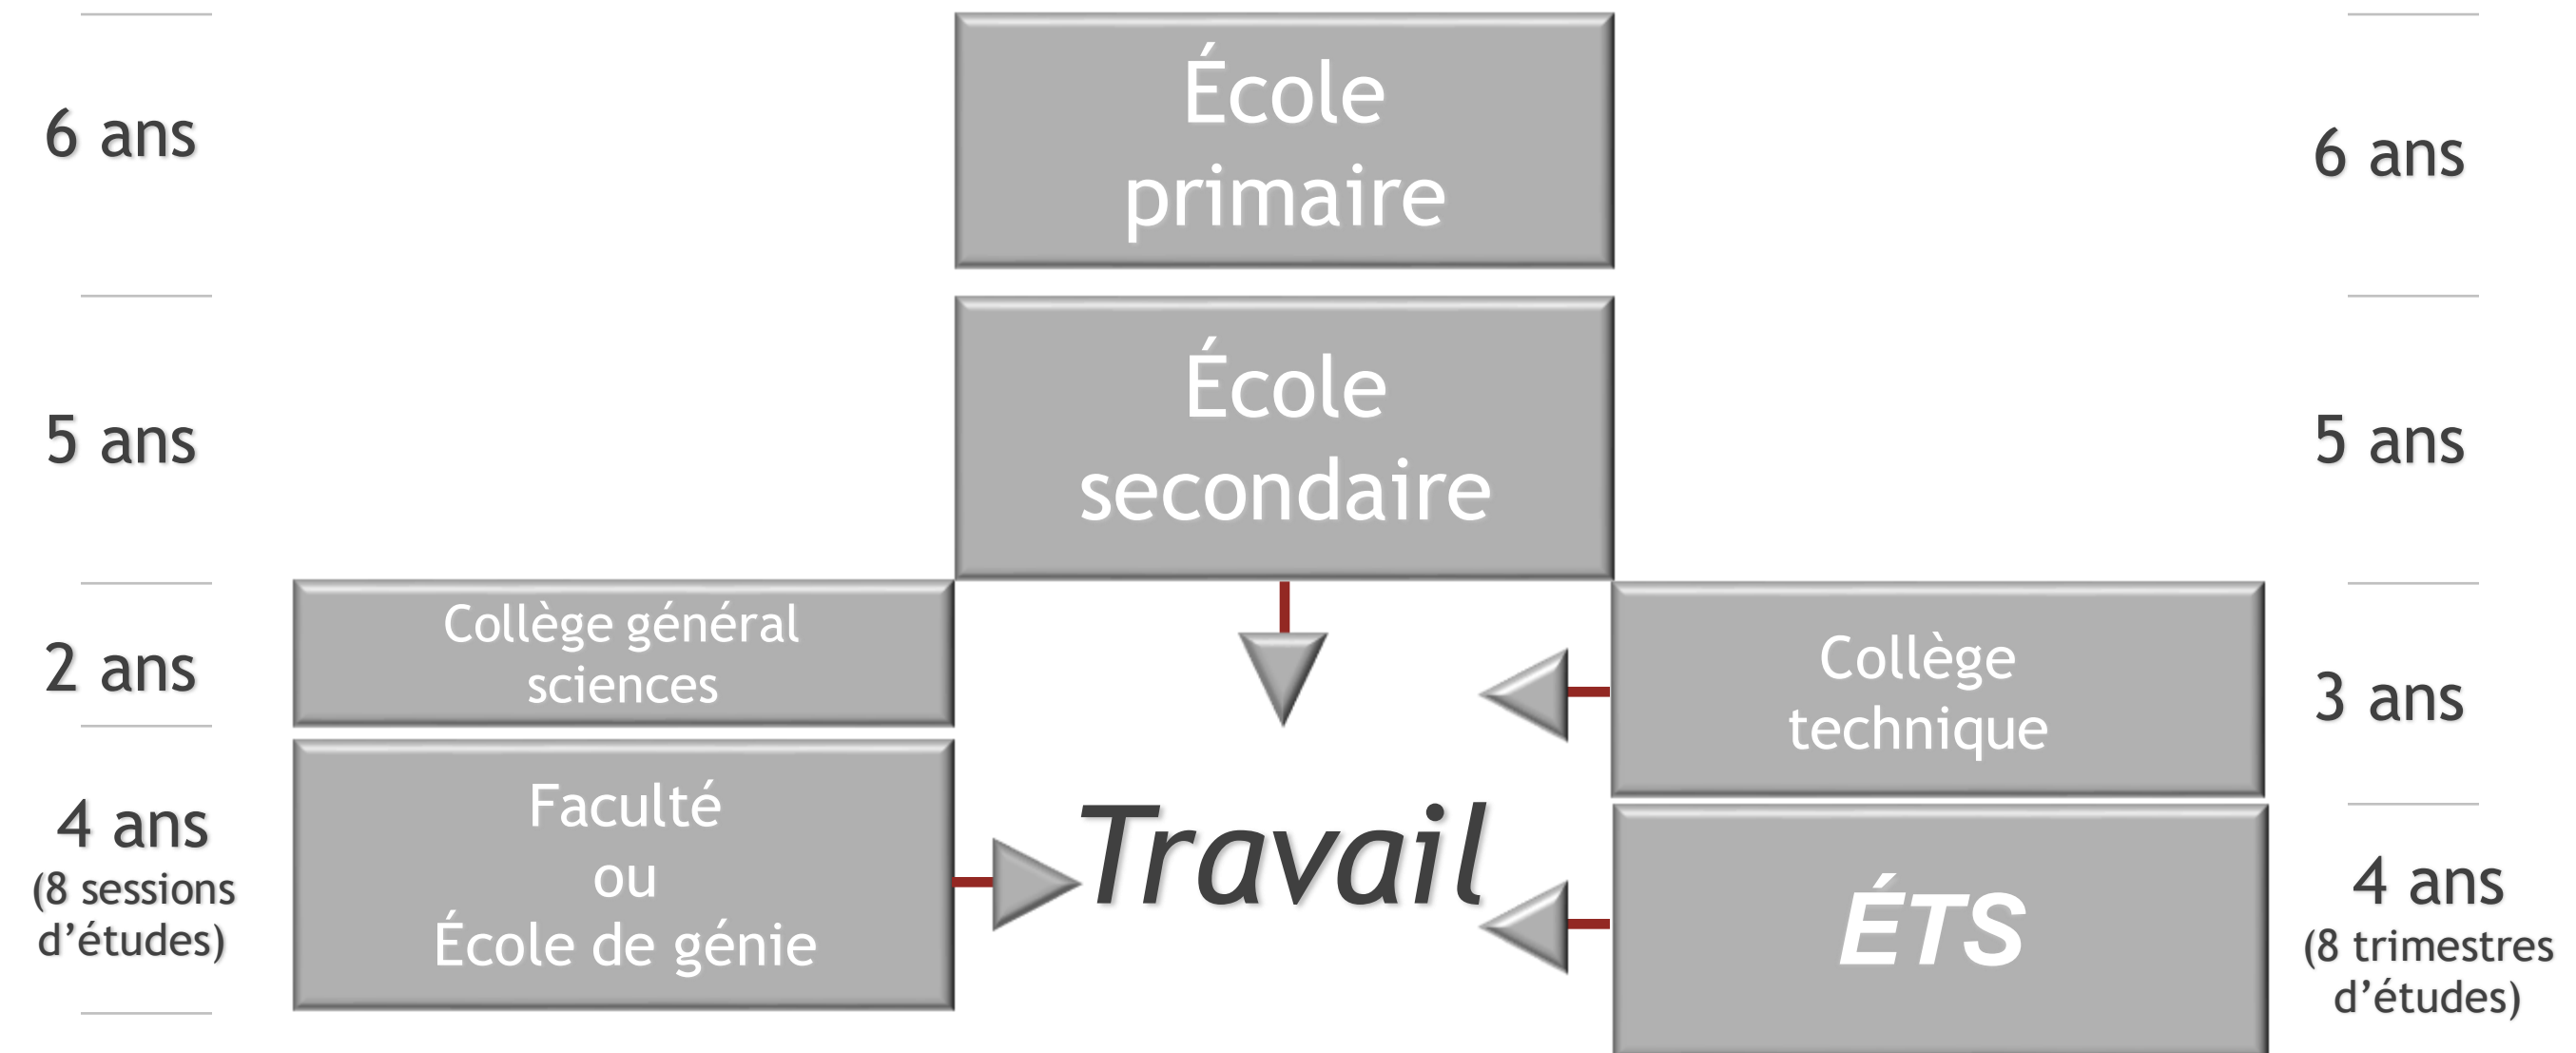 6 ans
École
primaire
6 ans
5 ans
École
secondaire
5 ans
2 ans
Collège général
sciences
Collège
technique
3 ans
4 ans
(8 sessions
d’études)
Faculté
ou
École de génie
Travail
ÉTS
4 ans
(8 trimestres
d’études)